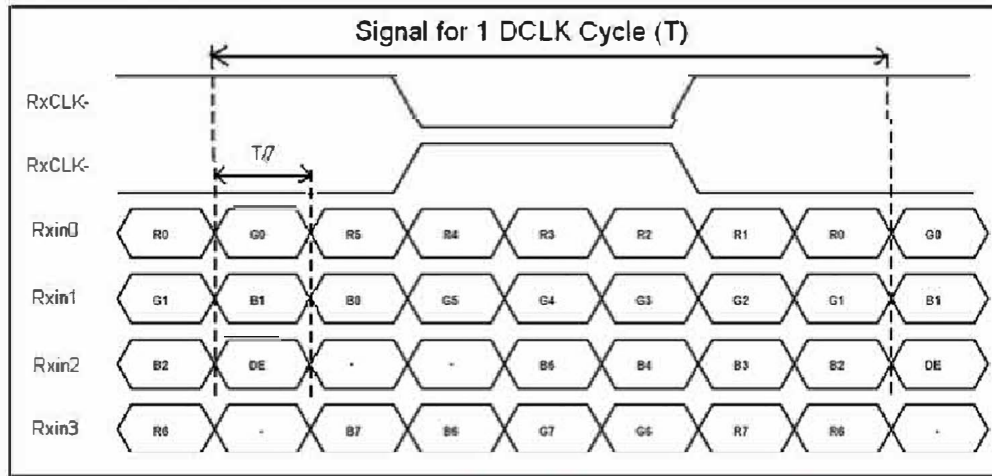 Signal for 1 DCLK Cycle (T)
RxCLK-
RxCLK-
T/7
Rxin0 R0 G0 R5 R4 R3 R2 R1 R0 G0
Rxin1 G1 B1 B0 G5 G4 G3 G2 G1 B1
Rxin2 B2 DE - - B5 B4 B3 B2 DE
Rxin3 R6 - B7 B6 G7 G6 R7 R6 -